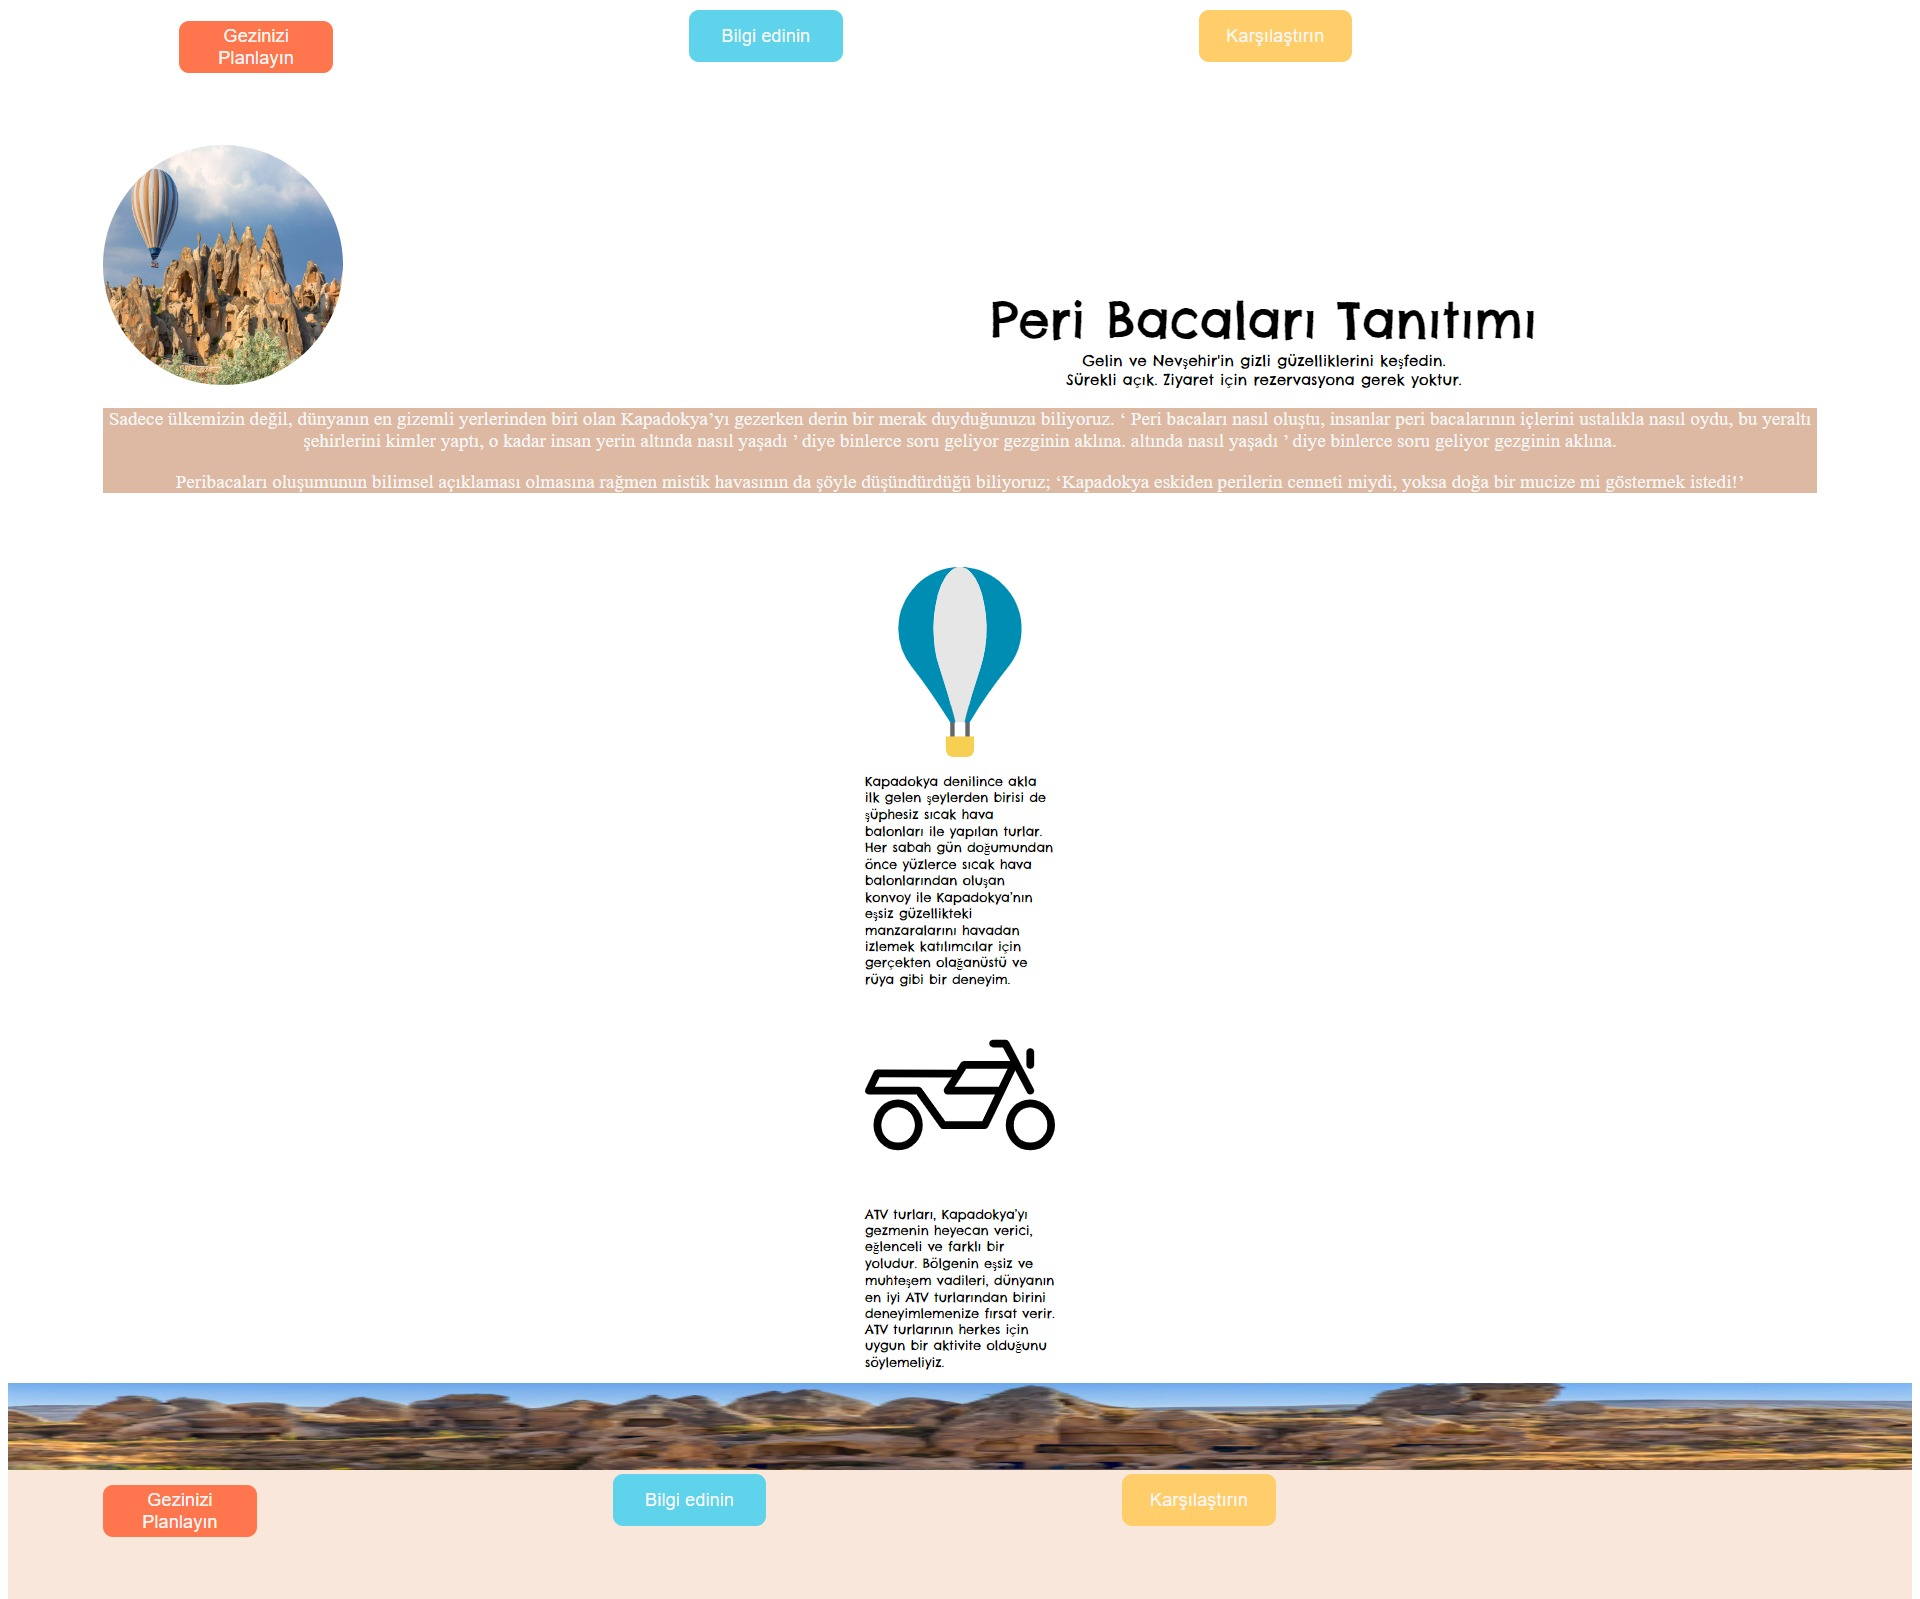 Gezinizi
Planlayın
Bilgi edinin
Karşılaştırın
Peri Bacaları Tanıtımı
Gelin ve Nevşehir'in gizli güzelliklerini keşfedin.
Sürekli açık. Ziyaret için rezervasyona gerek yoktur.
Sadece ülkemizin değil, dünyanın en gizemli yerlerinden biri olan Kapadokya’yı gezerken derin bir merak duyduğunuzu biliyoruz. ‘ Peri bacaları nasıl oluştu, insanlar peri bacalarının içlerini ustalıkla nasıl oydu, bu yeraltı
şehirlerini kimler yaptı, o kadar insan yerin altında nasıl yaşadı ’ diye binlerce soru geliyor gezginin aklına. altında nasıl yaşadı ’ diye binlerce soru geliyor gezginin aklına.
Peribacaları oluşumunun bilimsel açıklaması olmasına rağmen mistik havasının da şöyle düşündürdüğü biliyoruz; ‘Kapadokya eskiden perilerin cenneti miydi, yoksa doğa bir mucize mi göstermek istedi!’
Kapadokya denilince akla
ilk gelen şeylerden birisi de
şüphesiz sıcak hava
balonları ile yapılan turlar.
Her sabah gün doğumundan
önce yüzlerce sıcak hava
balonlarından oluşan
konvoy ile Kapadokya’nın
eşsiz güzellikteki
manzaralarını havadan
izlemek katılımcılar için
gerçekten olağanüstü ve
rüya gibi bir deneyim.
ATV turları, Kapadokya’yı
gezmenin heyecan verici,
eğlenceli ve farklı bir
yoludur. Bölgenin eşsiz ve
muhteşem vadileri, dünyanın
en iyi ATV turlarından birini
deneyimlemenize fırsat verir.
ATV turlarının herkes için
uygun bir aktivite olduğunu
söylemeliyiz.
Gezinizi
Planlayın
Bilgi edinin
Karşılaştırın